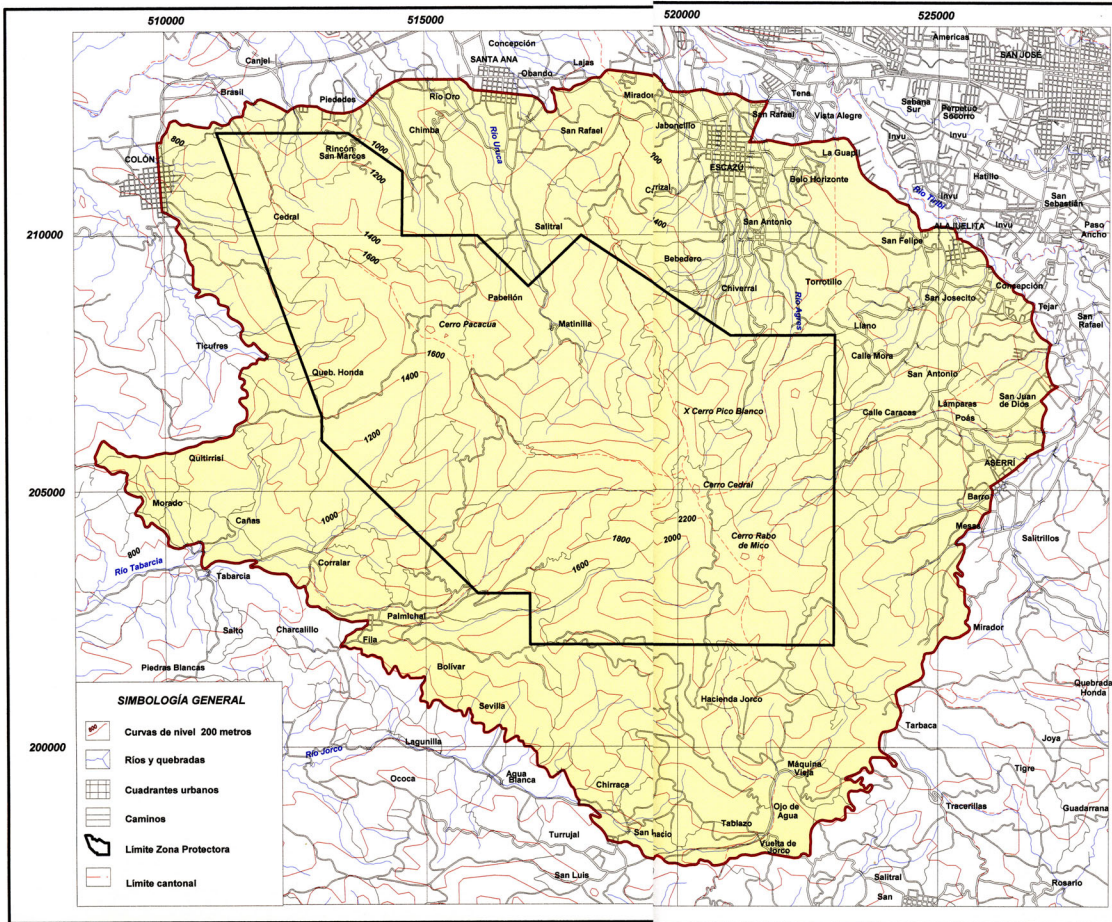 510000
515000
520000
525000
Concepción
Americas
SANTA ANA
SAN JOSÉ
Canjel
Lajas
Obando
Brasil
Piedades
Río Oro
Mirador
Tena
Sabana
Sur
Perpetuo
Socorro
San Rafael
Vista Alegre
Chimba
San Rafael
Jaboncillo
Invu
Invu
800
1000
Rincón
San Marcos
Río Uruca
700
La Guapil
COLÓN
1200
ESCAZÚ
Belo Horizonte
Hatillo
Río Tiribí
Invu
San
Sebastián
Cedral
1400
Salitral
1400
San Antonio
ALAJUELITA
Invu
Paso
Ancho
210000
1600
Bebedero
San Felipe
Pabellón
Chiverral
Torrotillo
Concepción
Río Agres
San Josecito
Tejar
Cerro Pacacua
Matinilla
Llano
San
Rafael
Ticufres
1600
Calle Mora
Queb. Honda
1400
San Antonio
X Cerro Pico Blanco
Calle Caracas
Lámparas
San Juan
de Dios
Poás
1200
Quitirrisí
ASERRÍ
205000
Cerro Cedral
Morado
Barro
Cañas
1000
2200
Mesas
Cerro Rabo
de Mico
1800
2000
Salitrillos
800
Río Tabarcia
Corralar
1600
Tabarcia
Palmichal
Salto
Charcalillo
Fila
Mirador
Piedras Blancas
Bolívar
Quebrada
Honda
SIMBOLOGÍA GENERAL
Hacienda Jorco
Sevilla
800
Curvas de nivel 200 metros
Tarbaca
Lagunilla
Joya
200000
Río Jorco
Ríos y quebradas
Máquina
Vieja
Tigre
Ococa
Agua
Blanca
Cuadrantes urbanos
Chirraca
Ojo de
Agua
Tracerillas
Guadarrana
Caminos
Tablazo
Turrujal
Vuelta de
Jorco
Límite Zona Protectora
San Luis
Salitral
Rosario
Límite cantonal
San